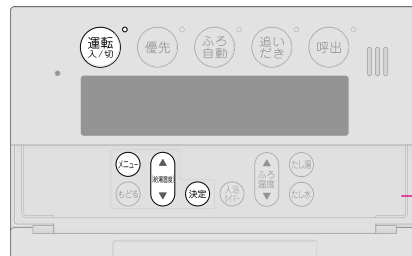 運転
入/切
優先
ふろ
自動
追い
だき
呼出
メニュー
もどる
給湯温度
決定
入浴
タイマー
ふろ
温度
たし湯
たし水